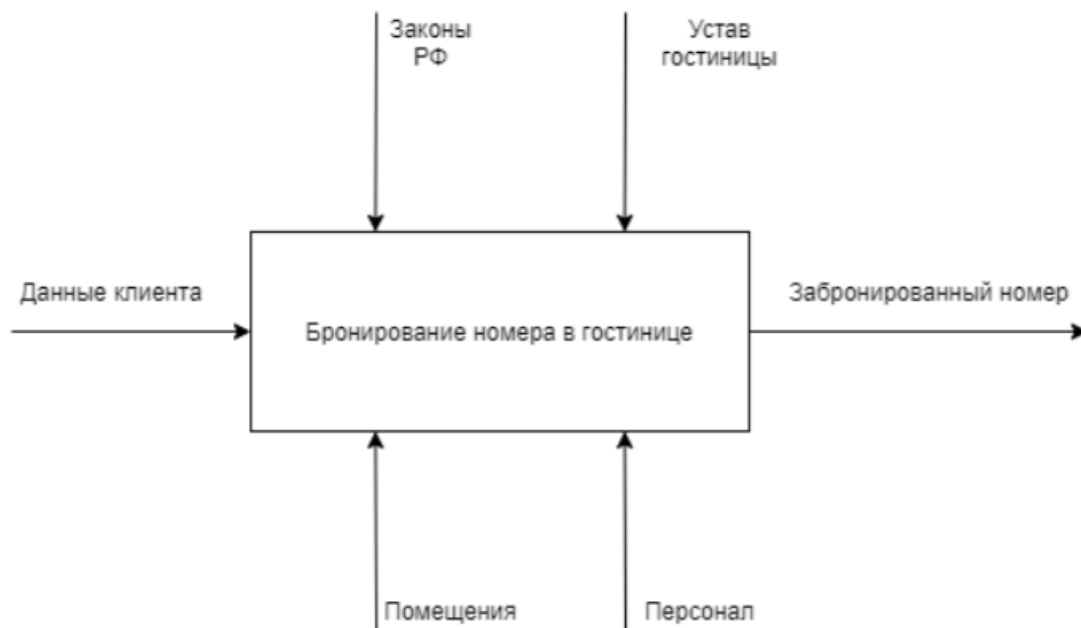 Законы
РФ
Устав
гостиницы
Данные клиента
Бронирование номера в гостинице
Забронированный номер
Помещения
Персонал